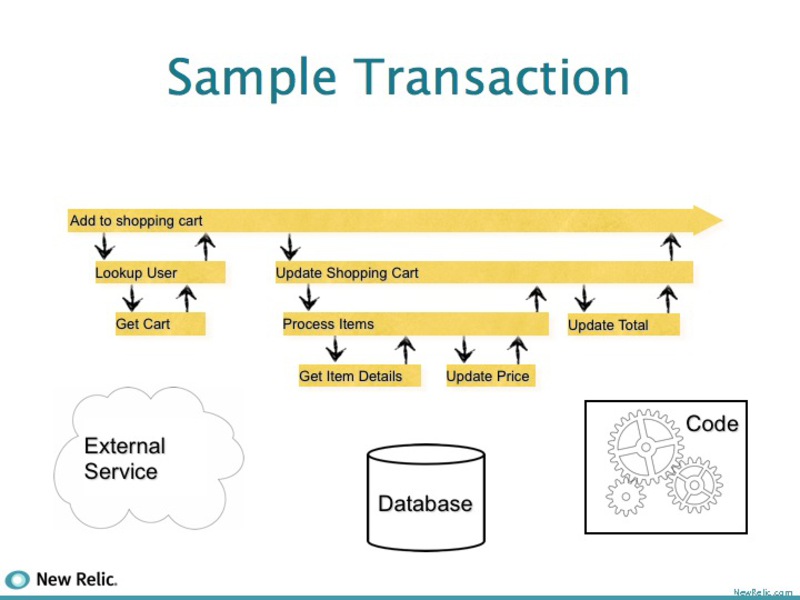 Sample Transaction
Add to shopping cart
Lookup User
Update Shopping Cart
Get Cart
Process Items
Update Total
Get Item Details
Update Price
External
Service
Database
Code
New Relic.
NewRelic.com